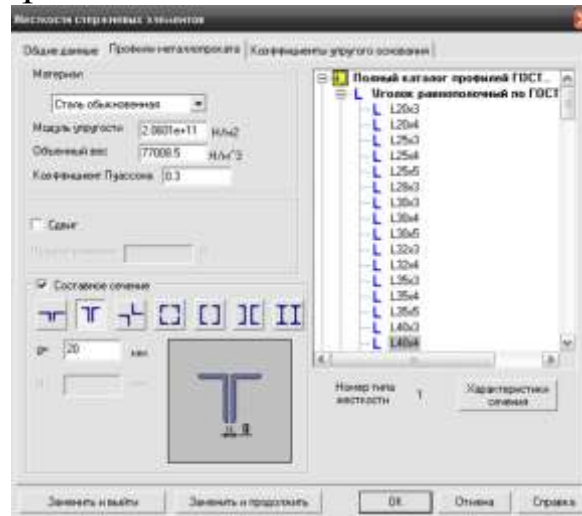 Жесткости стержневых элементов
Общие данные Профили металлопроката Коэффициенты упругого основания
Материал
Сталь обыкновенная
Модуль упругости 2.0601e+11 Н/м2
Объемный вес 77008.5 Н/м^3
Коэффициент Пуассона 0.3
Сдвиг
Составное сечение
g= 20 мм
g
Полный каталог профилей ГОСТ..
Уголок равнополочный по ГОСТ
L20x3
L20x4
L25x3
L25x4
L25x5
L28x3
L30x3
L30x4
L30x5
L32x3
L32x4
L35x3
L35x4
L35x5
L40x3
L40x4
Номер типа жесткости 1
Характеристики сечения
Заменить и выйти Заменить и продолжить OK Отмена Справка